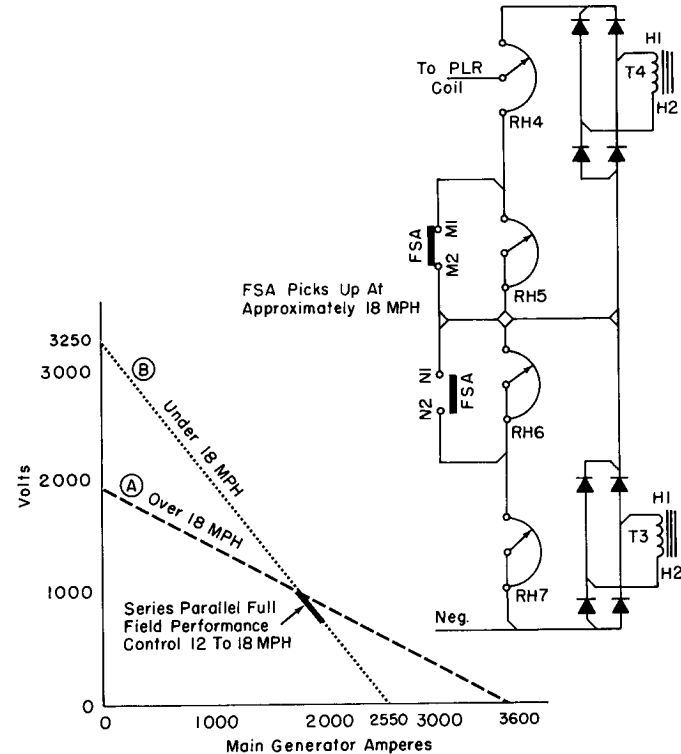 H1
T4
H2
To PLR
Coil
RH4
FSA
M1
M2
RH5
FSA Picks Up At
Approximately 18 MPH
N1
N2
FSA
RH6
H1
T3
H2
RH7
Neg.
Volts
3250
3000
2000
1000
0
B
Under 18 MPH
A
Over 18 MPH
Series Parallel Full
Field Performance
Control 12 To 18 MPH
0
1000
2000
2550
3000
3600
Main Generator Amperes